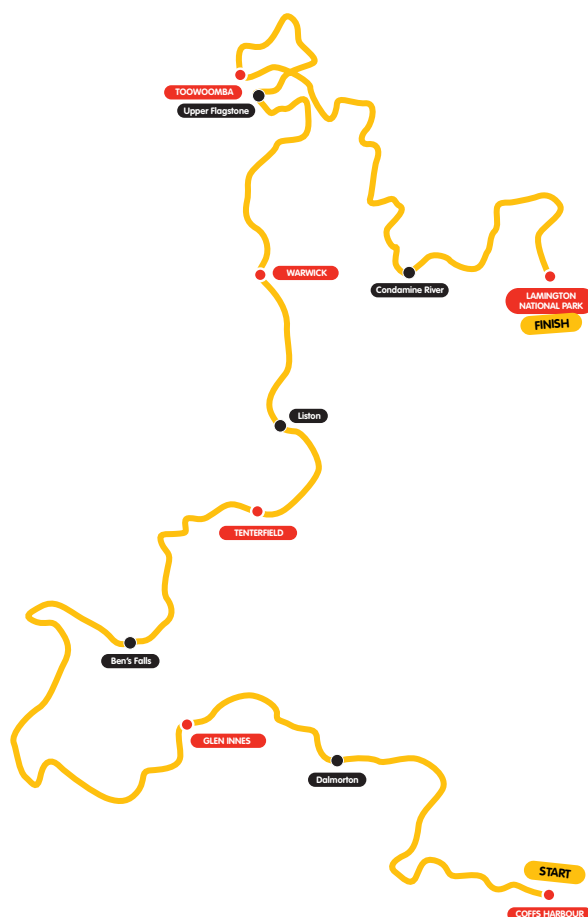 TOOWOOMBA
Upper Flagstone
WARWICK
Condamine River
LAMINGTON
NATIONAL PARK
FINISH
Liston
TENTERFIELD
Ben's Falls
GLEN INNES
Dalmorton
START
COFFS HARBOUR